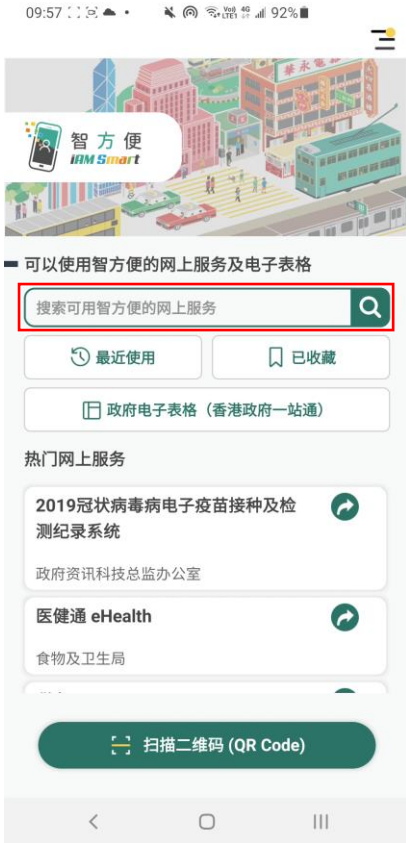 09:57
Vo))
LTE1
4G
92%
智方便
iAM Smart
華永
可以使用智方便的网上服务及电子表格
搜索可用智方便的网上服务
最近使用
已收藏
政府电子表格（香港政府一站通）
热门网上服务
2019冠状病毒病电子疫苗接种及检
测纪录系统
政府资讯科技总监办公室
医健通 eHealth
食物及卫生局
扫描二维码 (QR Code)